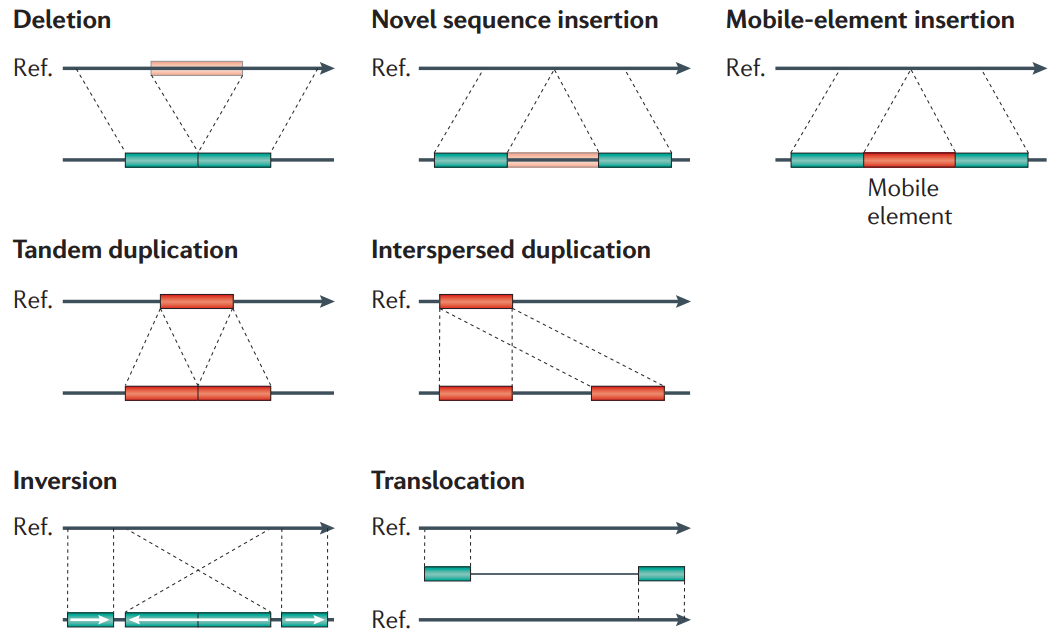 Deletion
Novel sequence insertion
Mobile-element insertion
Ref.
Ref.
Ref.
Mobile
element
Tandem duplication
Interspersed duplication
Ref.
Ref.
Inversion
Translocation
Ref.
Ref.
Ref.